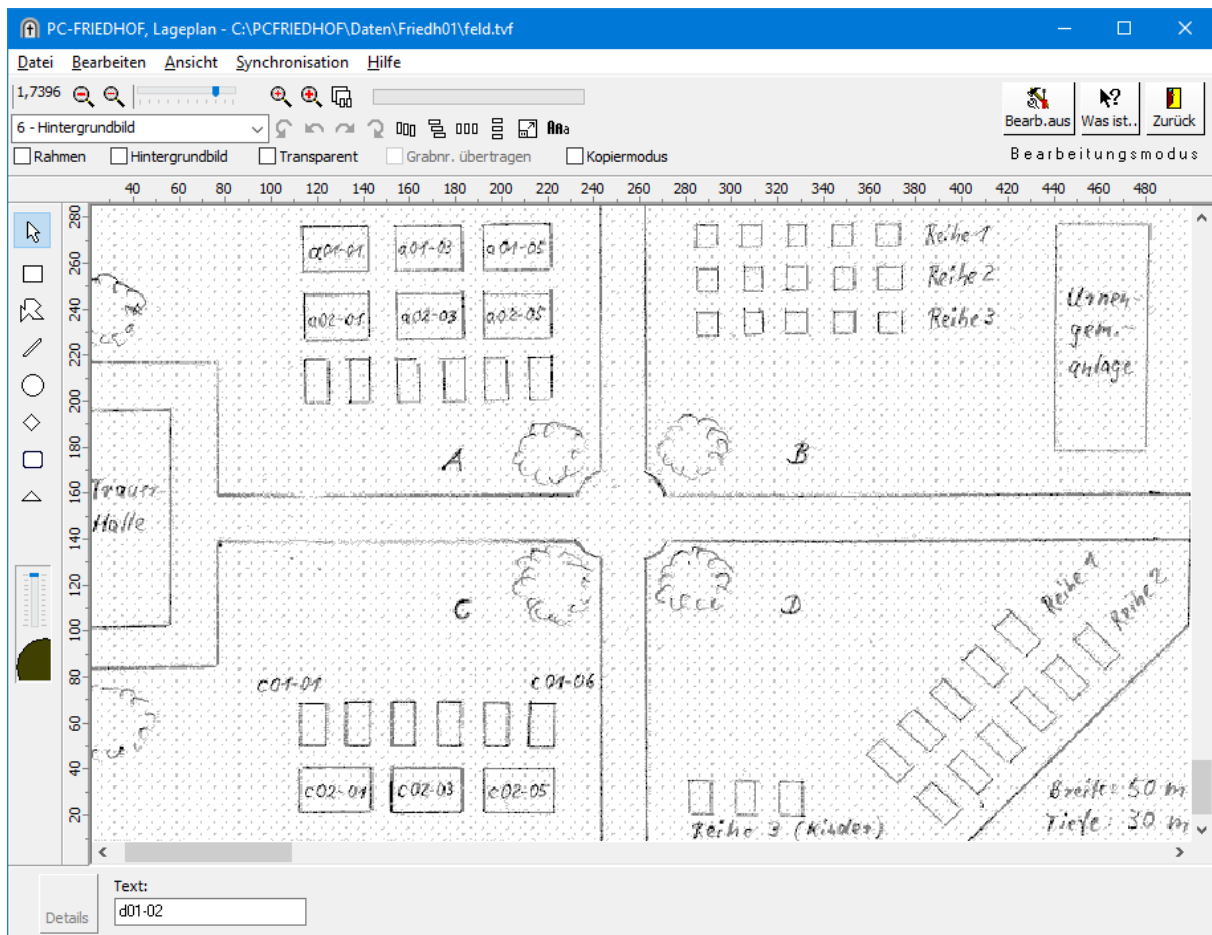 PC-FRIEDHOF, Lageplan - C:\PCFRIEDHOF\Daten\Friedh01\feld.tvf
Datei Bearbeiten Ansicht Synchronisation Hilfe
1,7396
Bearb.aus Was ist.. Zurück
6 - Hintergrundbild
Rahmen Hintergrundbild Transparent Grabnr. übertragen Kopiermodus
Bearbeitungsmodus
40 60 80 100 120 140 160 180 200 220 240 260 280 300 320 340 360 380 400 420 440 460 480
280
260
240
220
200
180
160
140
120
100
80
60
40
20
a01-01 a01-03 a01-05
a02-01 a02-03 a02-05
Reihe 1
Reihe 2
Reihe 3
Urnen-
gem.-
anlage
A
B
Trauer-
Halle
C
D
Reihe 1
Reihe 2
c01-01 c01-06
c02-01 c02-03 c02-05
Reihe 3 (Kinder)
Breite: 50 m
Tiefe: 30 m
Details
Text:
d01-02